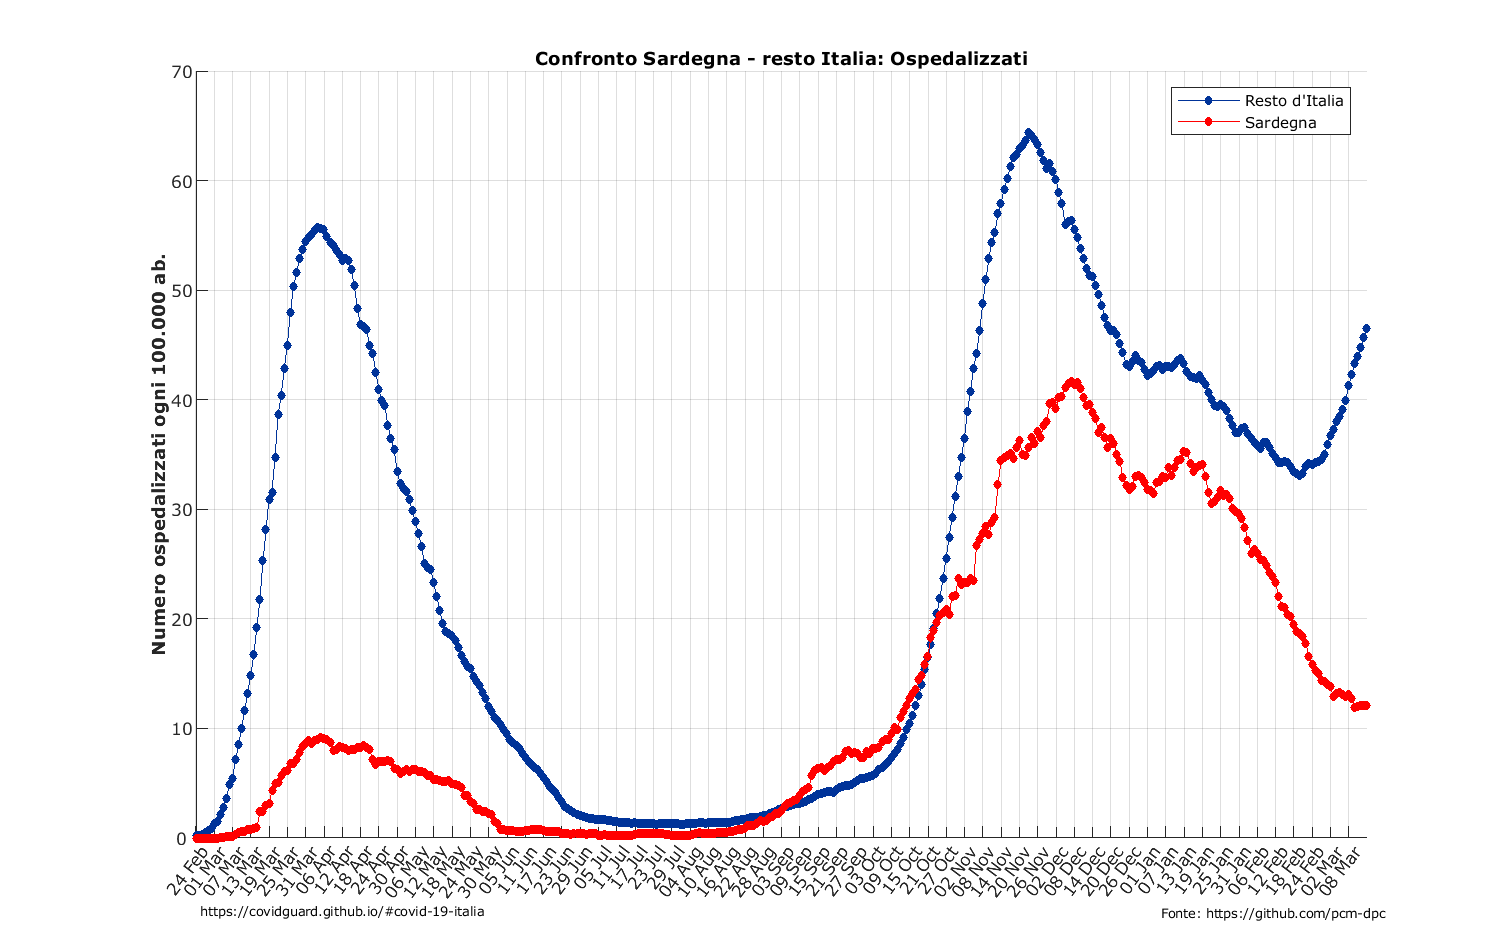 Confronto Sardegna - resto Italia: Ospedalizzati
Resto d'Italia
Sardegna
Numero ospedalizzati ogni 100.000 ab.
70
60
50
40
30
20
10
0
24 Feb
01 Mar
07 Mar
13 Mar
19 Mar
25 Mar
31 Mar
06 Apr
12 Apr
18 Apr
24 Apr
30 Apr
06 May
12 May
18 May
24 May
30 May
05 Jun
11 Jun
17 Jun
23 Jun
29 Jun
05 Jul
11 Jul
17 Jul
23 Jul
29 Jul
04 Aug
10 Aug
16 Aug
22 Aug
28 Aug
03 Sep
09 Sep
15 Sep
21 Sep
27 Sep
03 Oct
09 Oct
15 Oct
21 Oct
27 Oct
02 Nov
08 Nov
14 Nov
20 Nov
26 Nov
02 Dec
08 Dec
14 Dec
20 Dec
26 Dec
01 Jan
07 Jan
13 Jan
19 Jan
25 Jan
31 Jan
06 Feb
12 Feb
18 Feb
24 Feb
02 Mar
08 Mar
https://covidguard.github.io/#covid-19-italia
Fonte: https://github.com/pcm-dpc